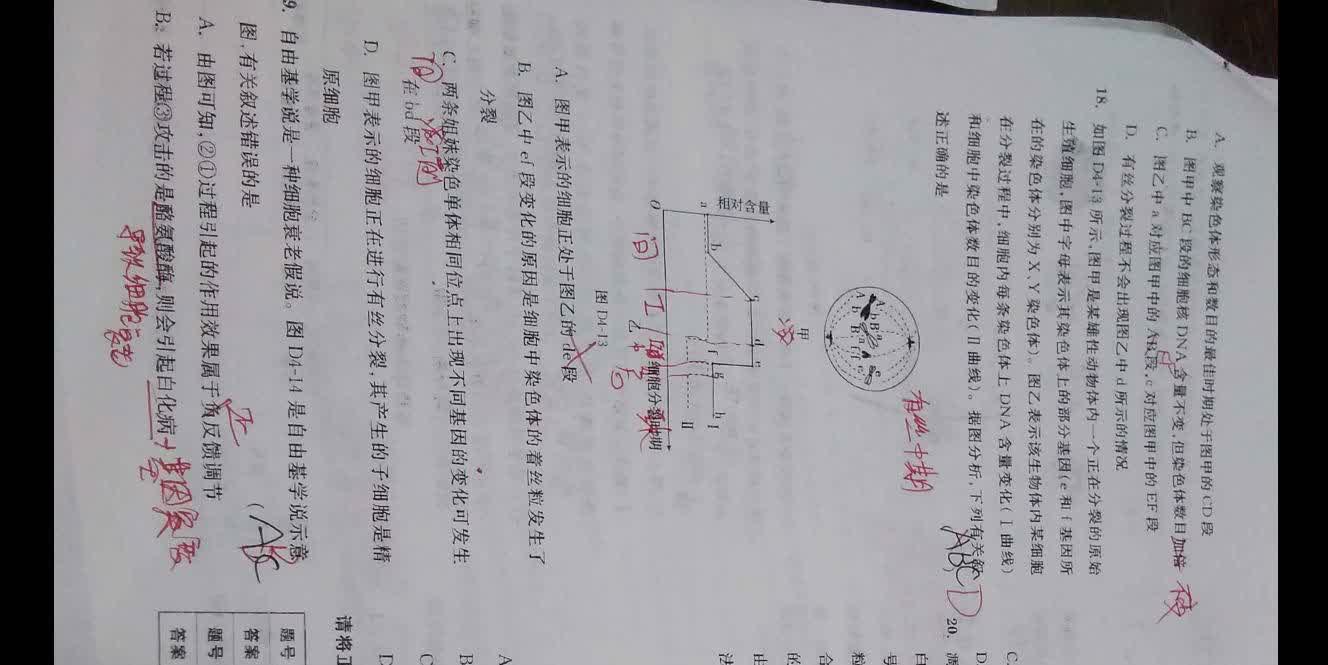 A. 观察染色体形态和数目的最佳时期处于图甲的CD段
B. 图甲中BC段的细胞核DNA含量不变,但染色体数目加倍
C. 图乙中a对应图甲中的AB段,c对应图甲中的EF段
D. 有丝分裂过程不会出现图乙中d所示的情况
18. 如图D4-13所示,图甲是某雄性动物体内一个正在分裂的原始
生殖细胞,图中字母表示其染色体上的部分基因(e和f基因所
在的染色体分别为X、Y染色体)。图乙表示该生物体内某细胞
在分裂过程中,细胞内每条染色体上DNA含量变化(Ⅰ曲线)
和细胞中染色体数目的变化(Ⅱ曲线)。据图分析,下列有关叙
述正确的是
ABCD
有丝中期
甲
相对含量
a
b
c
d
e
f
g
h
Ⅰ
Ⅱ
O
细胞分裂时期
间
乙
图D4-13
A. 图甲表示的细胞正处于图乙的de段
B. 图乙中ef段变化的原因是细胞中染色体的着丝粒发生了
分裂
C. 两条姐妹染色单体相同位点上出现不同基因的变化可发生
在bd段
D. 图甲表示的细胞正在进行有丝分裂,其产生的子细胞是精
原细胞
9. 自由基学说是一种细胞衰老假说。图D4-14是自由基学说示意
图,有关叙述错误的是
A. 由图可知,②①过程引起的作用效果属于负反馈调节
正
B. 若过程③攻击的是酪氨酸酶,则会引起白化病
基因突变
导致细胞衰老
20.
C.
D.
请将正
题号
答案
题号
答案